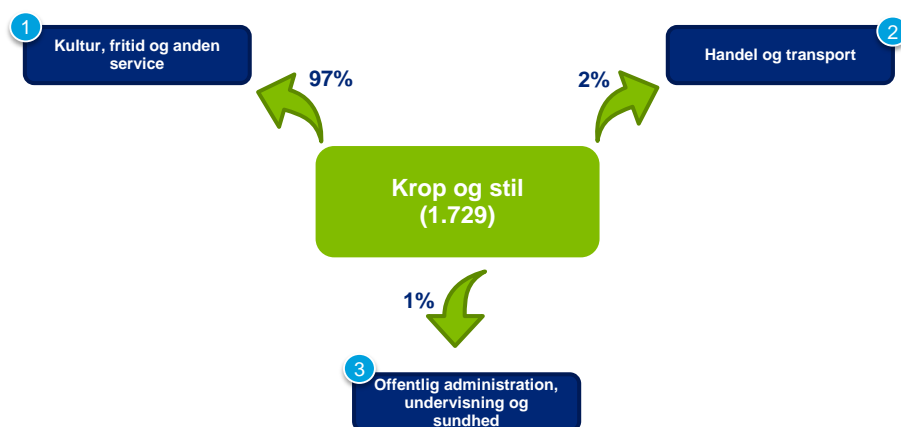 1
Kultur, fritid og anden
service
2
Handel og transport
97%
2%
Krop og stil
(1.729)
1%
3
Offentlig administration,
undervisning og
sundhed